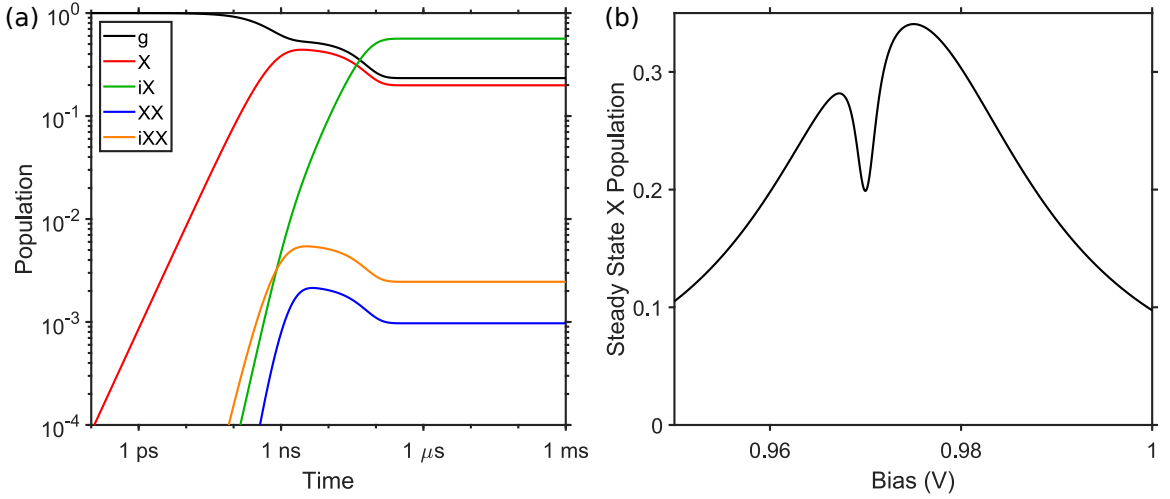 (a)
g
X
iX
XX
iXX
10^0
10^-1
10^-2
10^-3
10^-4
Population
1 ps
1 ns
1 μs
1 ms
Time
(b)
0.3
0.2
0.1
0
Steady State X Population
0.96
0.98
1
Bias (V)